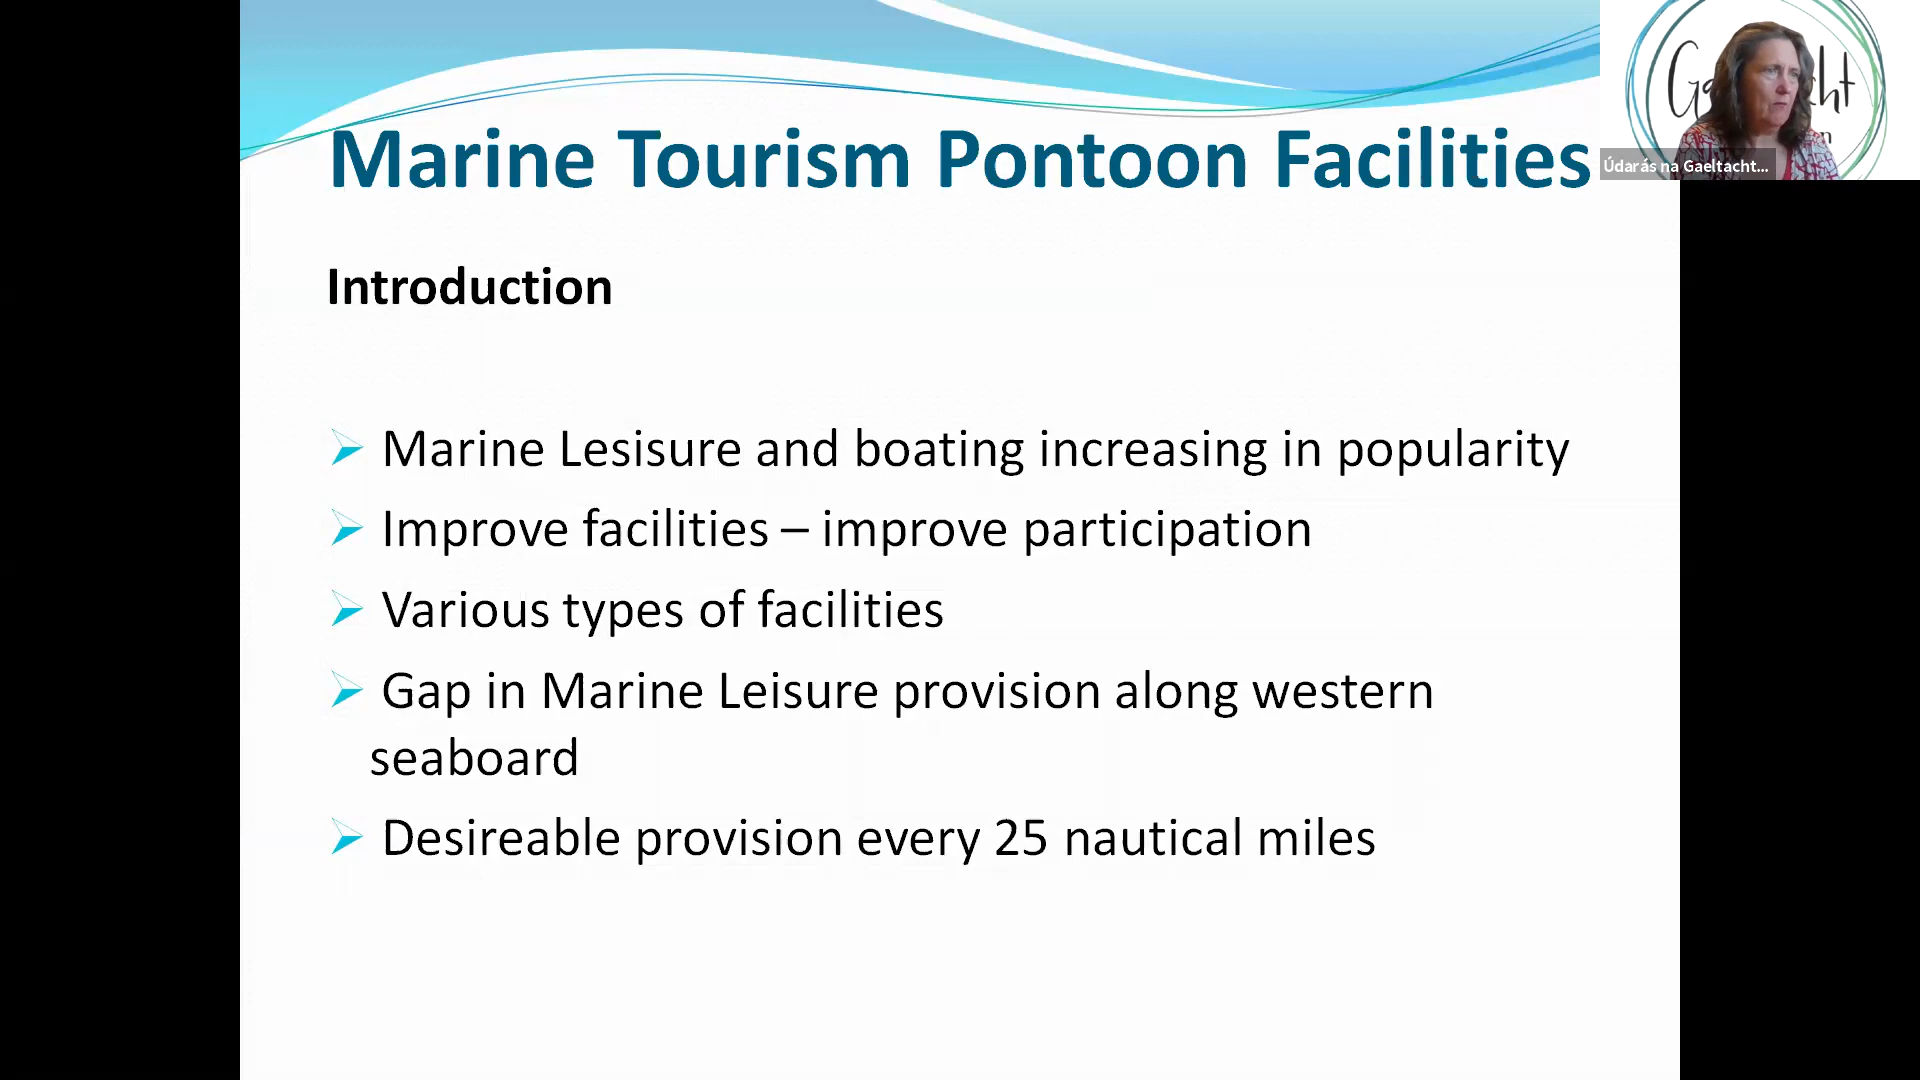 Marine Tourism Pontoon Facilities
Údarás na Gaeltacht...
Introduction
Marine Lesisure and boating increasing in popularity
Improve facilities – improve participation
Various types of facilities
Gap in Marine Leisure provision along western
seaboard
Desireable provision every 25 nautical miles